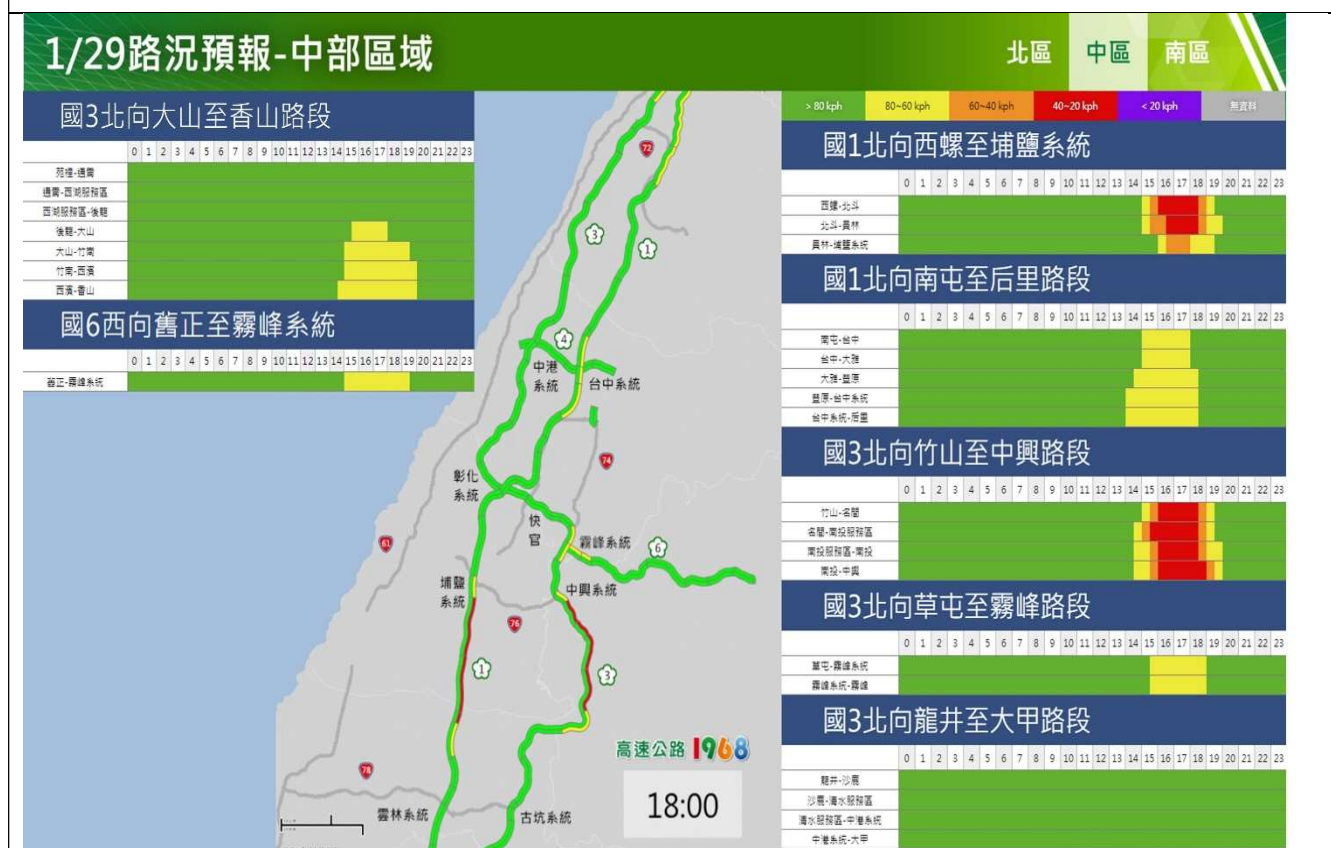 1/29路況預報-中部區域
北區 中區 南區
國3北向大山至香山路段
0 1 2 3 4 5 6 7 8 9 10 11 12 13 14 15 16 17 18 19 20 21 22 23
苑裡-通霄
通霄-西湖服務區
西湖服務區-後龍
後龍-大山
大山-竹南
竹南-西濱
西濱-香山
國6西向舊正至霧峰系統
0 1 2 3 4 5 6 7 8 9 10 11 12 13 14 15 16 17 18 19 20 21 22 23
舊正-霧峰系統
72
3
1
4
中港
系統
台中系統
74
彰化
系統
快
官
61
霧峰系統
6
埔鹽
系統
中興系統
76
1
3
78
雲林系統
古坑系統
高速公路1968
18:00
> 80 kph 80~60 kph 60~40 kph 40~20 kph < 20 kph 無資料
國1北向西螺至埔鹽系統
0 1 2 3 4 5 6 7 8 9 10 11 12 13 14 15 16 17 18 19 20 21 22 23
西螺-北斗
北斗-員林
員林-埔鹽系統
國1北向南屯至后里路段
0 1 2 3 4 5 6 7 8 9 10 11 12 13 14 15 16 17 18 19 20 21 22 23
南屯-台中
台中-大雅
大雅-豐原
豐原-台中系統
台中系統-后里
國3北向竹山至中興路段
0 1 2 3 4 5 6 7 8 9 10 11 12 13 14 15 16 17 18 19 20 21 22 23
竹山-名間
名間-南投服務區
南投服務區-南投
南投-中興
國3北向草屯至霧峰路段
0 1 2 3 4 5 6 7 8 9 10 11 12 13 14 15 16 17 18 19 20 21 22 23
草屯-霧峰系統
霧峰系統-霧峰
國3北向龍井至大甲路段
0 1 2 3 4 5 6 7 8 9 10 11 12 13 14 15 16 17 18 19 20 21 22 23
龍井-沙鹿
沙鹿-清水服務區
清水服務區-中港系統
中港系統-大甲